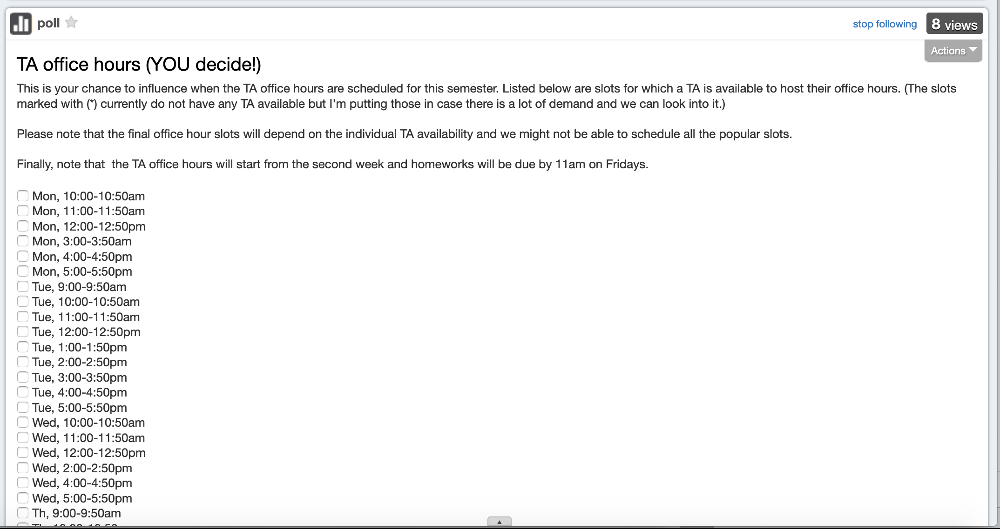 poll
stop following
8 views
Actions
TA office hours (YOU decide!)
This is your chance to influence when the TA office hours are scheduled for this semester. Listed below are slots for which a TA is available to host their office hours. (The slots
marked with (*) currently do not have any TA available but I'm putting those in case there is a lot of demand and we can look into it.)
Please note that the final office hour slots will depend on the individual TA availability and we might not be able to schedule all the popular slots.
Finally, note that  the TA office hours will start from the second week and homeworks will be due by 11am on Fridays.
Mon, 10:00-10:50am
Mon, 11:00-11:50am
Mon, 12:00-12:50pm
Mon, 3:00-3:50am
Mon, 4:00-4:50pm
Mon, 5:00-5:50pm
Tue, 9:00-9:50am
Tue, 10:00-10:50am
Tue, 11:00-11:50am
Tue, 12:00-12:50pm
Tue, 1:00-1:50pm
Tue, 2:00-2:50pm
Tue, 3:00-3:50pm
Tue, 4:00-4:50pm
Tue, 5:00-5:50pm
Wed, 10:00-10:50am
Wed, 11:00-11:50am
Wed, 12:00-12:50pm
Wed, 2:00-2:50pm
Wed, 4:00-4:50pm
Wed, 5:00-5:50pm
Th, 9:00-9:50am